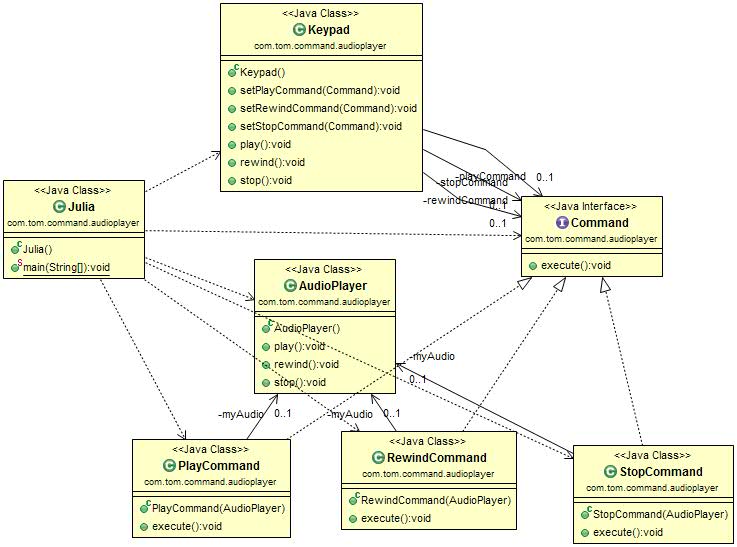 <<Java Class>>
C Keypad
com.tom.command.audioplayer
Keypad()
setPlayCommand(Command):void
setRewindCommand(Command):void
setStopCommand(Command):void
play():void
rewind():void
stop():void
-playCommand
0..1
-stopCommand
0..1
-rewindCommand
0..1
<<Java Class>>
C Julia
com.tom.command.audioplayer
Julia()
main(String[]):void
<<Java Interface>>
I Command
com.tom.command.audioplayer
execute():void
<<Java Class>>
C AudioPlayer
com.tom.command.audioplayer
AudioPlayer()
play():void
rewind():void
stop():void
-myAudio
0..1
-myAudio
0..1
-myAudio
0..1
<<Java Class>>
C PlayCommand
com.tom.command.audioplayer
PlayCommand(AudioPlayer)
execute():void
<<Java Class>>
C RewindCommand
com.tom.command.audioplayer
RewindCommand(AudioPlayer)
execute():void
<<Java Class>>
C StopCommand
com.tom.command.audioplayer
StopCommand(AudioPlayer)
execute():void